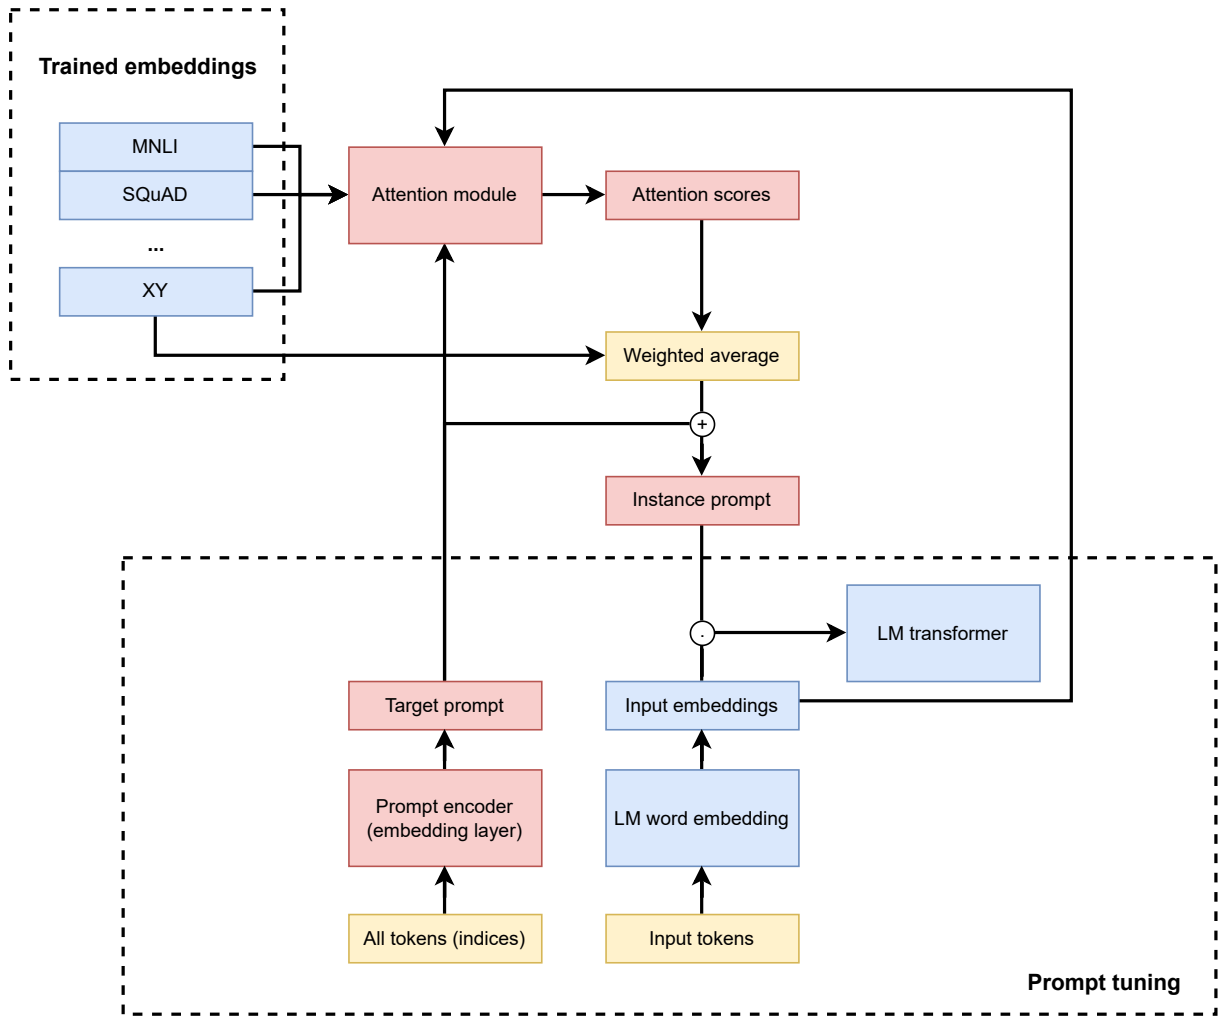 Trained embeddings
MNLI
SQuAD
...
XY
Attention module
Attention scores
Weighted average
+
Instance prompt
.
LM transformer
Target prompt
Input embeddings
Prompt encoder
(embedding layer)
LM word embedding
All tokens (indices)
Input tokens
Prompt tuning